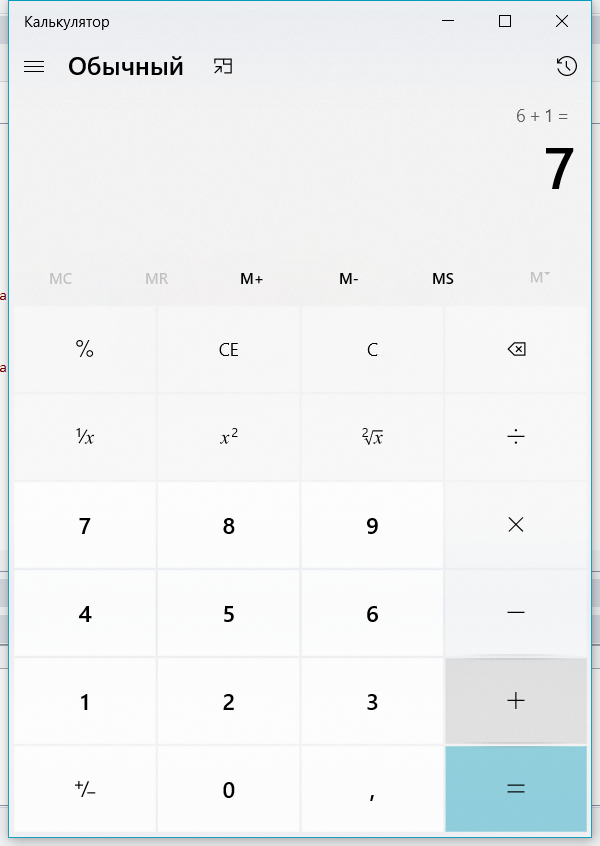 Калькулятор
Обычный
6 + 1 =
7
MC MR M+ M- MS M˅
% CE C
¹⁄x x² ²√x ÷
7 8 9 ×
4 5 6 −
1 2 3 +
+/− 0 , =
а
а